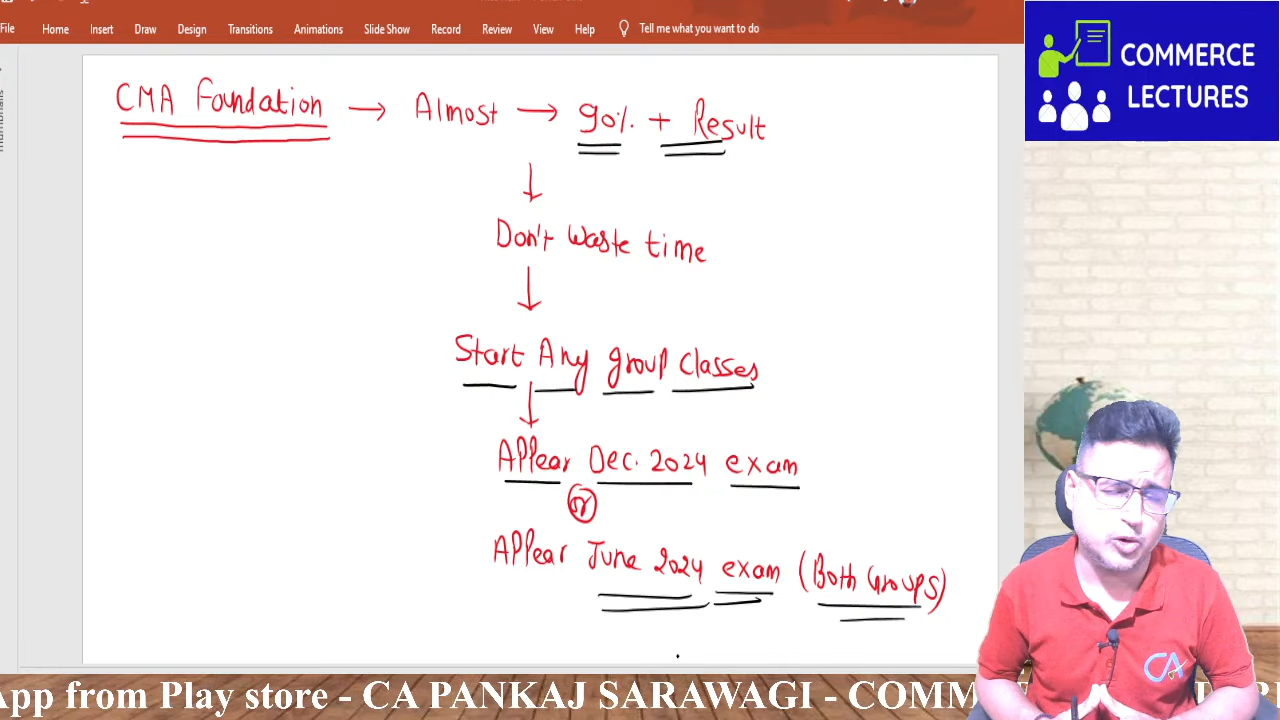 File Home Insert Draw Design Transitions Animations Slide Show Record Review View Help Tell me what you want to do
COMMERCE
LECTURES
CMA Foundation → Almost → 90% + Result
↓
Don't waste time
↓
Start Any group classes
↓
Appear Dec. 2024 exam
or
Appear June 2024 exam (Both Groups)
CA
App from Play store - CA PANKAJ SARAWAGI - COMM